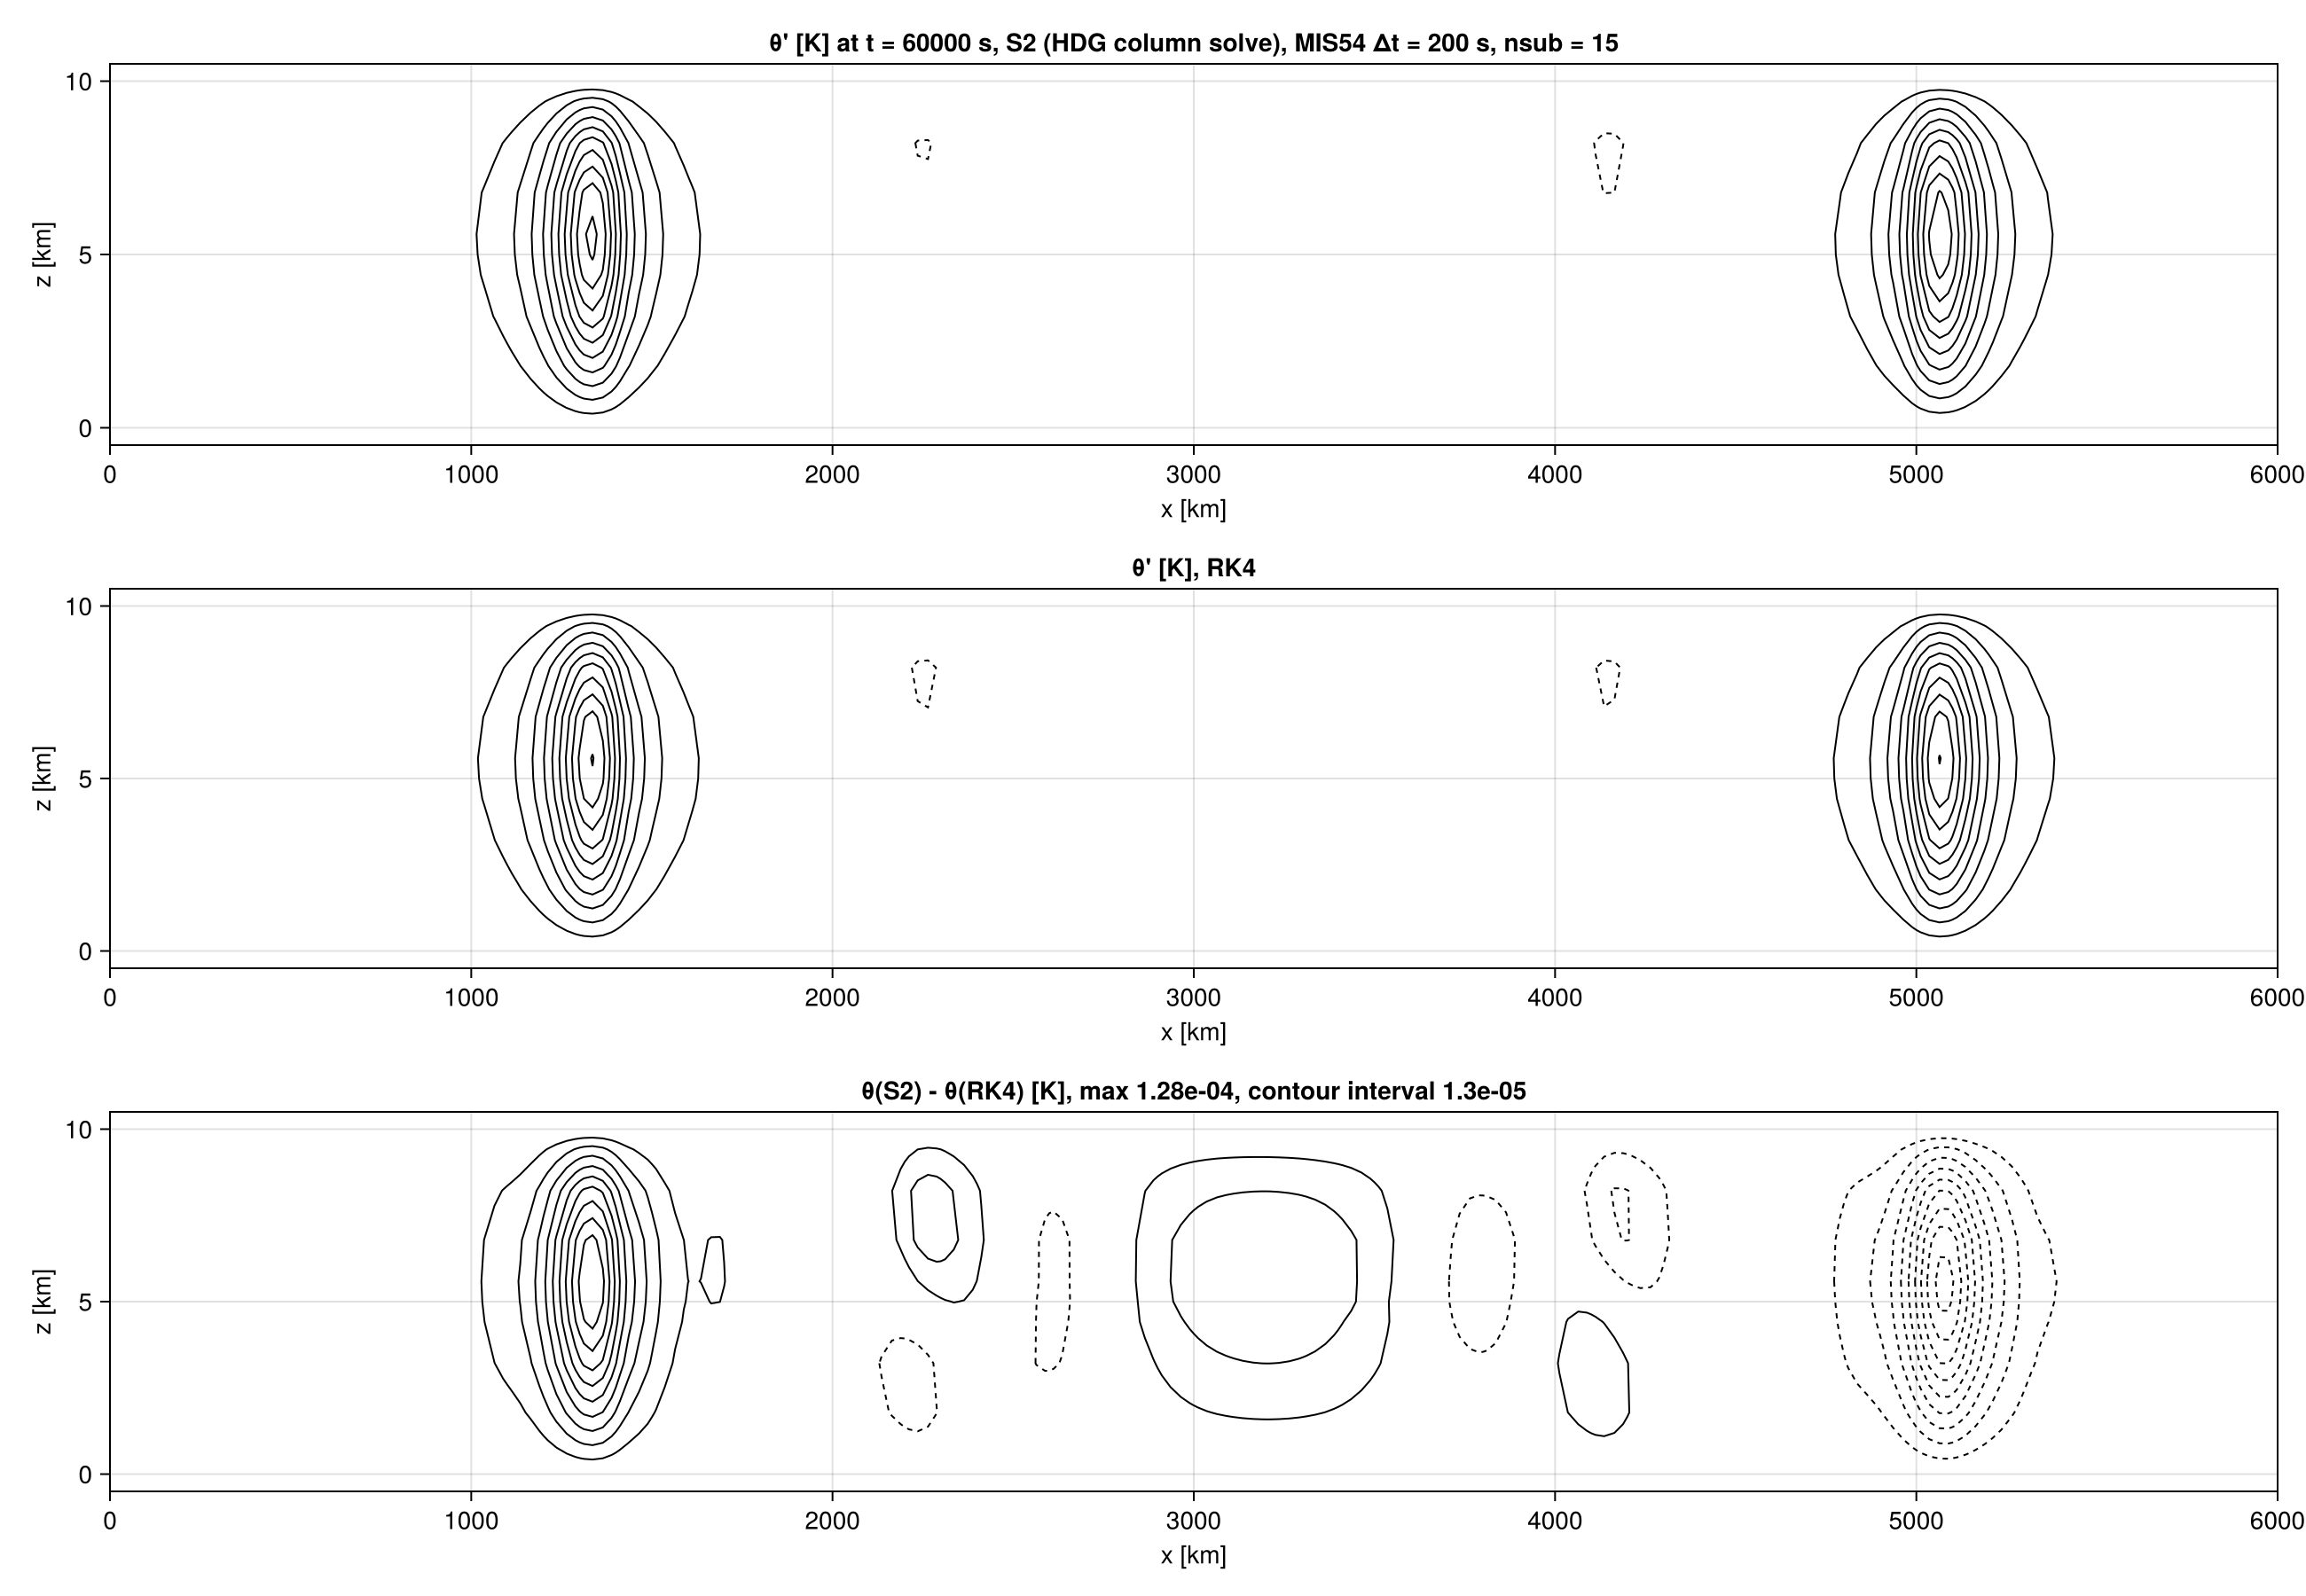 θ' [K] at t = 60000 s, S2 (HDG column solve), MIS54 Δt = 200 s, nsub = 15
10
5
0
z [km]
0 1000 2000 3000 4000 5000 6000
x [km]
θ' [K], RK4
10
5
0
z [km]
0 1000 2000 3000 4000 5000 6000
x [km]
θ(S2) - θ(RK4) [K], max 1.28e-04, contour interval 1.3e-05
10
5
0
z [km]
0 1000 2000 3000 4000 5000 6000
x [km]